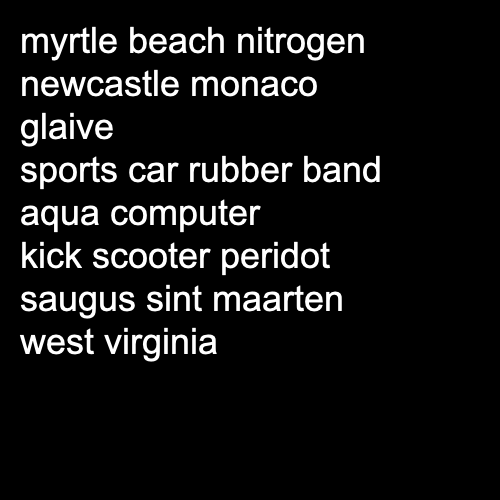 myrtle beach nitrogen
newcastle monaco
glaive
sports car rubber band
aqua computer
kick scooter peridot
saugus sint maarten
west virginia